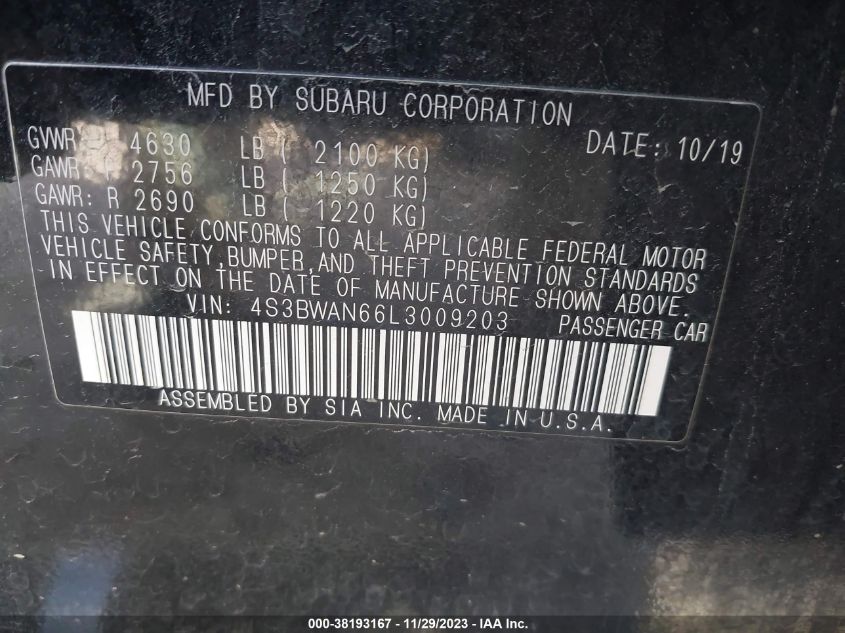 MFD BY SUBARU CORPORATION
GVWR 4630 LB ( 2100 KG) DATE: 10/19
GAWR: F 2756 LB ( 1250 KG)
GAWR: R 2690 LB ( 1220 KG)
THIS VEHICLE CONFORMS TO ALL APPLICABLE FEDERAL MOTOR
VEHICLE SAFETY, BUMPER, AND THEFT PREVENTION STANDARDS
IN EFFECT ON THE DATE OF MANUFACTURE SHOWN ABOVE.
VIN: 4S3BWAN66L3009203 PASSENGER CAR
ASSEMBLED BY SIA INC. MADE IN U.S.A.
000-38193167 - 11/29/2023 - IAA Inc.